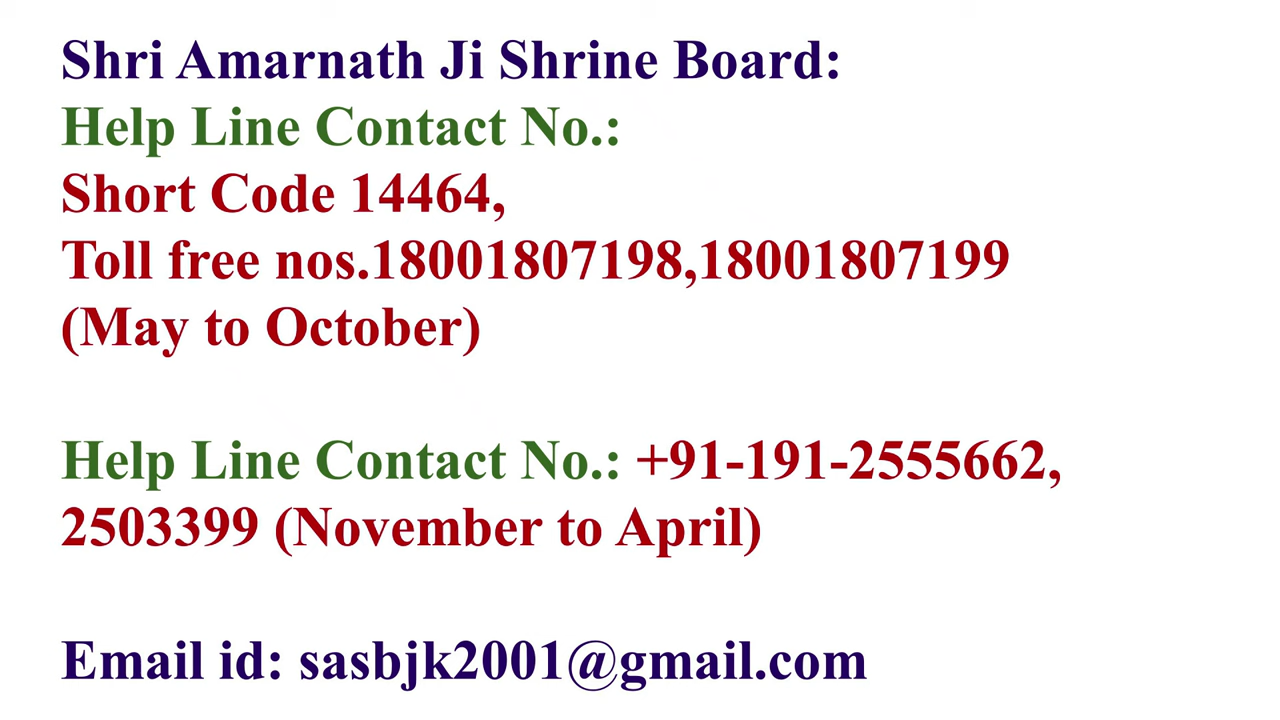 Shri Amarnath Ji Shrine Board:
Help Line Contact No.:
Short Code 14464,
Toll free nos.18001807198,18001807199
(May to October)
Help Line Contact No.: +91-191-2555662,
2503399 (November to April)
Email id: sasbjk2001@gmail.com